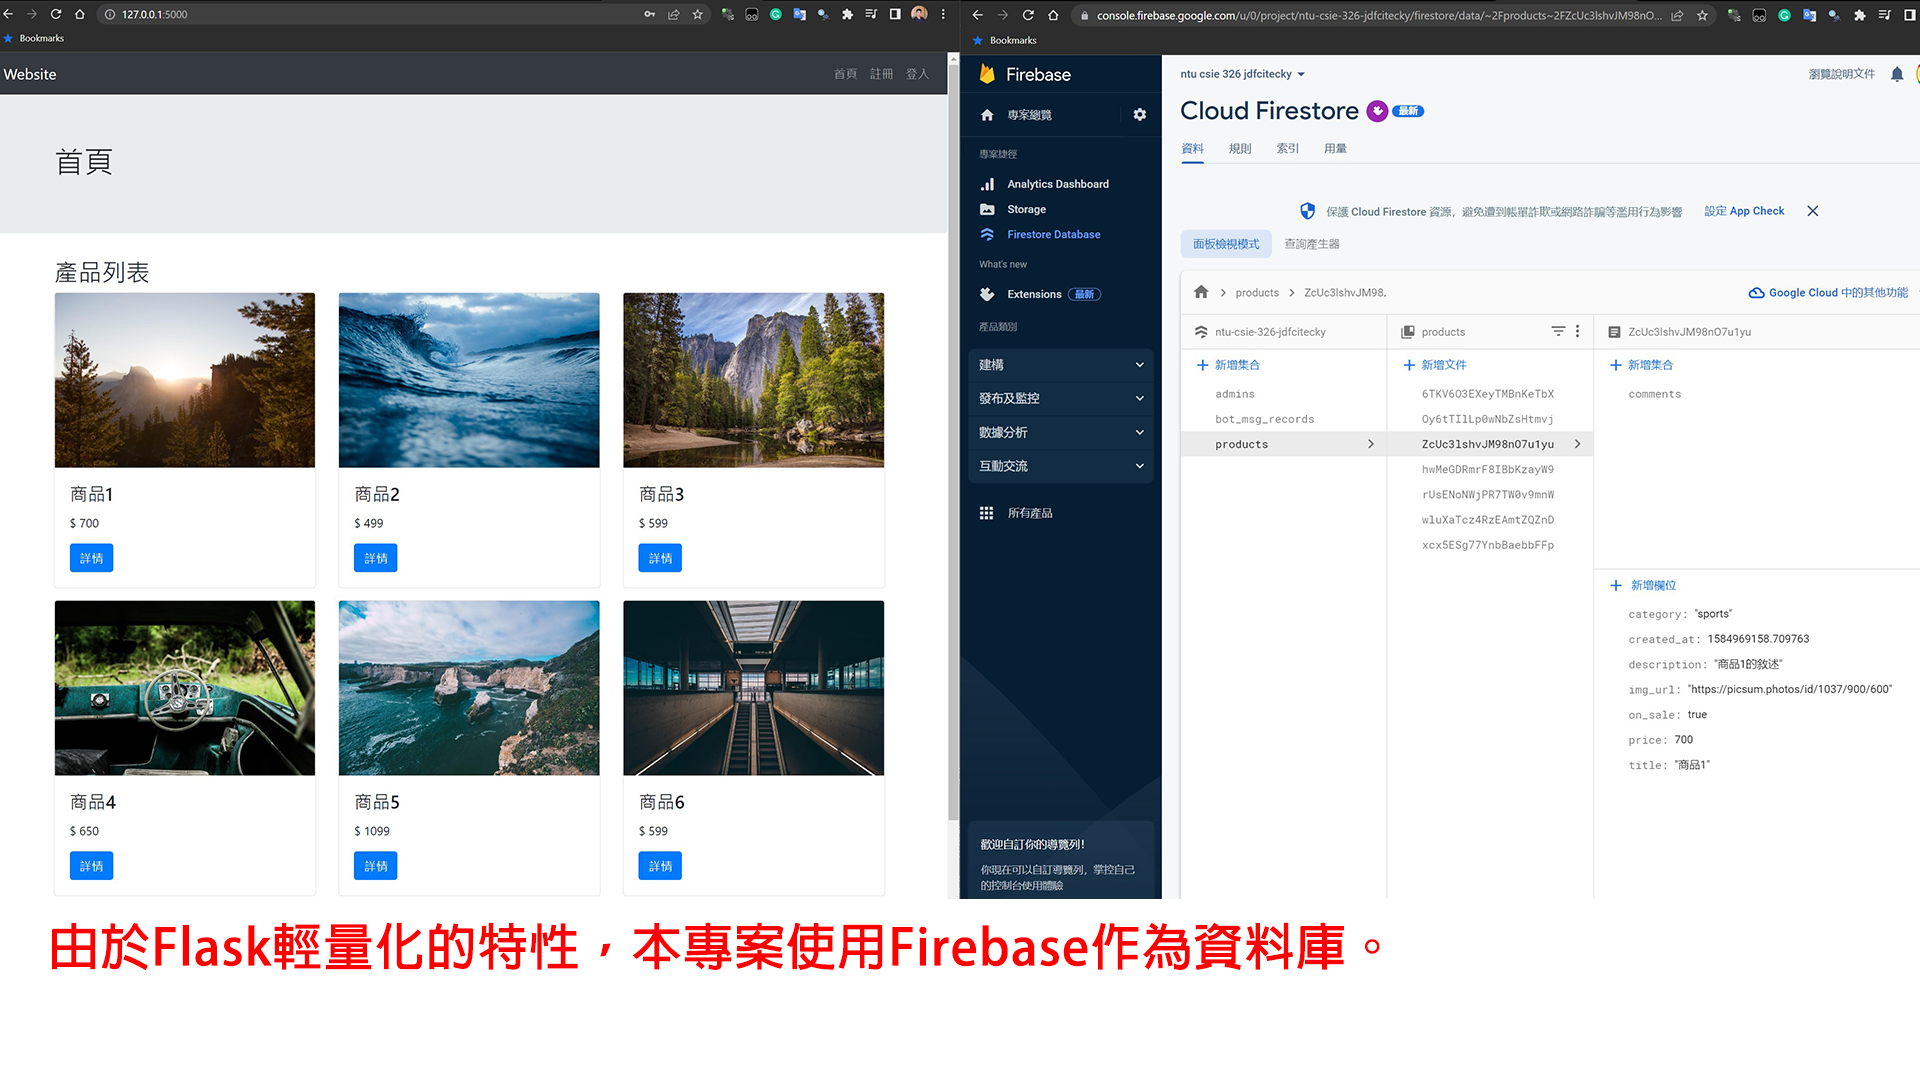 127.0.0.1:5000
Bookmarks
Website
首頁 註冊 登入
首頁
產品列表
商品1
$ 700
詳情
商品2
$ 499
詳情
商品3
$ 599
詳情
商品4
$ 650
詳情
商品5
$ 1099
詳情
商品6
$ 599
詳情
console.firebase.google.com/u/0/project/ntu-csie-326-jdfcitecky/firestore/data/~2Fproducts~2FZcUc3lshvJM98nO...
Bookmarks
Firebase
專案總覽
專案捷徑
Analytics Dashboard
Storage
Firestore Database
What's new
Extensions 最新
產品類別
建構
發布及監控
數據分析
互動交流
所有產品
歡迎自訂你的導覽列!
你現在可以自訂導覽列，掌控自己
的控制台使用體驗
ntu csie 326 jdfcitecky
瀏覽說明文件
Cloud Firestore 最新
資料 規則 索引 用量
保護 Cloud Firestore 資源，避免遭到帳單詐欺或網路詐騙等濫用行為影響 設定 App Check
面板檢視模式 查詢產生器
products ZcUc3lshvJM98.
Google Cloud 中的其他功能
ntu-csie-326-jdfcitecky
新增集合
admins
bot_msg_records
products
products
新增文件
6TKV6O3EXeyTMBnKeTbX
Oy6tTIlLp0wNbZsHtmvj
ZcUc3lshvJM98nO7u1yu
hwMeGDRmrF8IBbKzayW9
rUsENoNWjPR7TW0v9mnW
wluXaTcz4RzEAmtZQZnD
xcx5ESg77YnbBaebbFFp
ZcUc3lshvJM98nO7u1yu
新增集合
comments
新增欄位
category: "sports"
created_at: 1584969158.709763
description: "商品1的敘述"
img_url: "https://picsum.photos/id/1037/900/600"
on_sale: true
price: 700
title: "商品1"
由於Flask輕量化的特性，本專案使用Firebase作為資料庫。